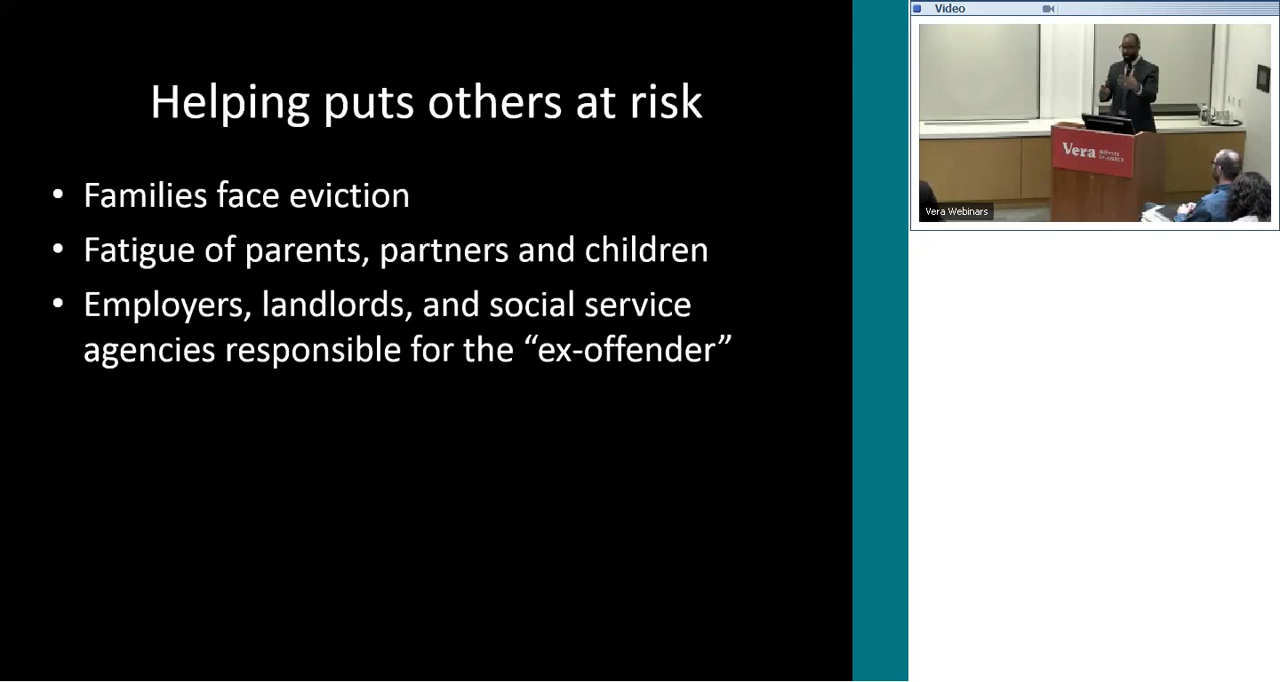 Helping puts others at risk
• Families face eviction
• Fatigue of parents, partners and children
• Employers, landlords, and social service
agencies responsible for the “ex-offender”
Video
Vera
Vera Webinars